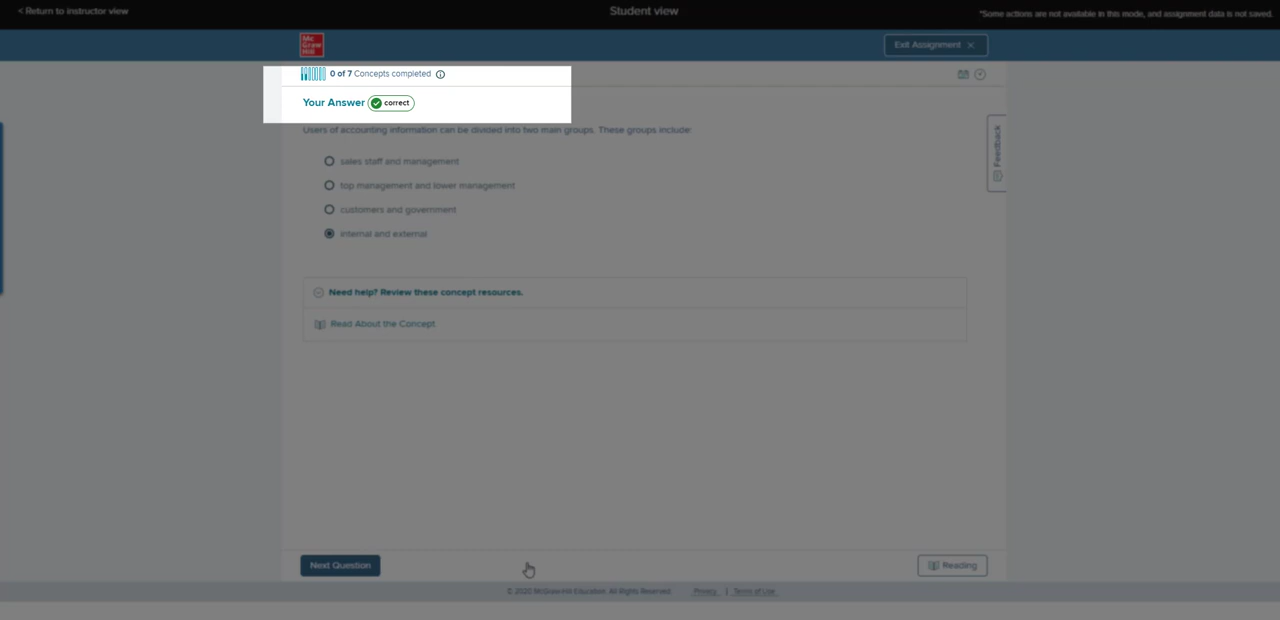 < Return to instructor view
Student view
*Some actions are not available in this mode, and assignment data is not saved.
Mc
Graw
Hill
Exit Assignment ×
0 of 7 Concepts completed
Your Answer correct
Users of accounting information can be divided into two main groups. These groups include:
sales staff and management
top management and lower management
customers and government
internal and external
Feedback
Need help? Review these concept resources.
Read About the Concept
Next Question
Reading
© 2020 McGraw-Hill Education. All Rights Reserved. Privacy | Terms of Use